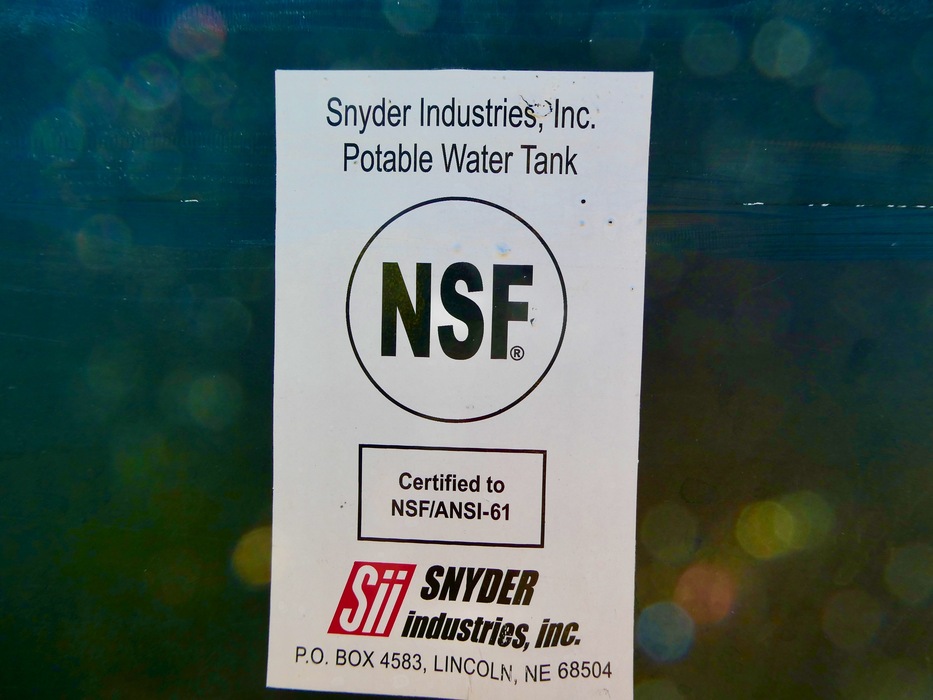 Snyder Industries, Inc.
Potable Water Tank
NSF®
Certified to
NSF/ANSI-61
Sii SNYDER
industries, inc.
P.O. BOX 4583, LINCOLN, NE 68504